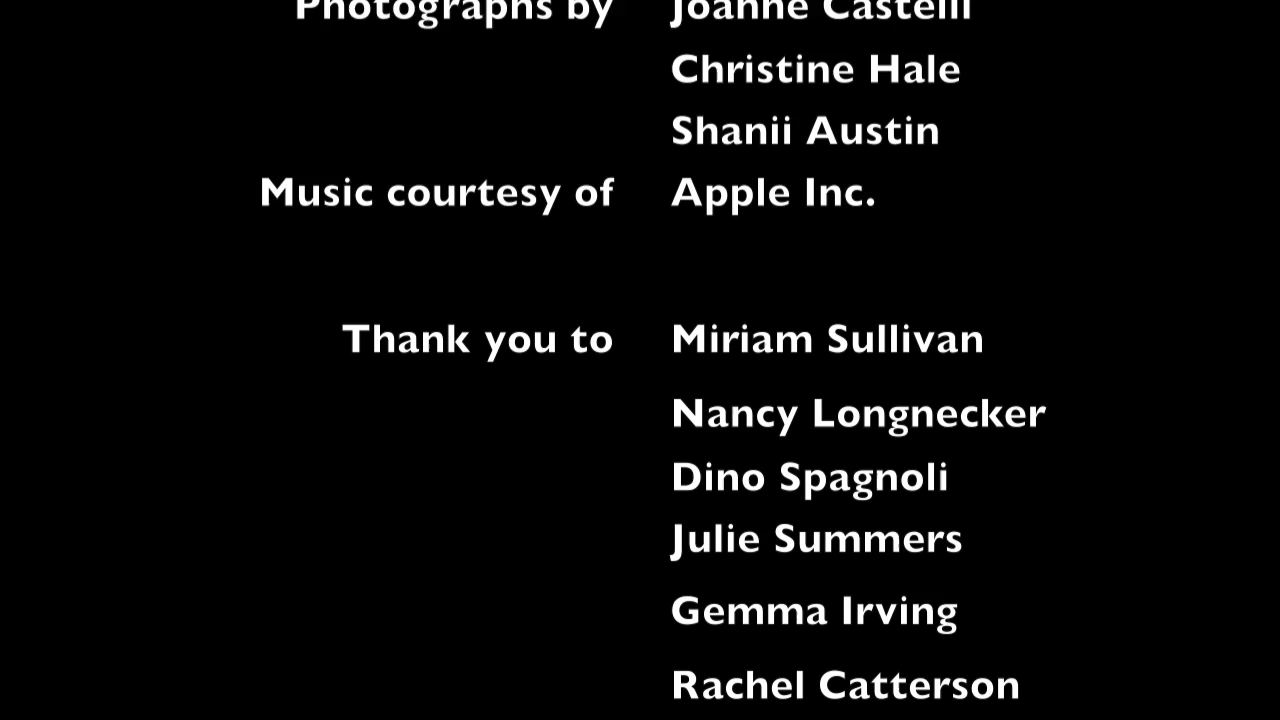 Photographs by Joanne Castelli
Christine Hale
Shanii Austin
Music courtesy of Apple Inc.
Thank you to Miriam Sullivan
Nancy Longnecker
Dino Spagnoli
Julie Summers
Gemma Irving
Rachel Catterson